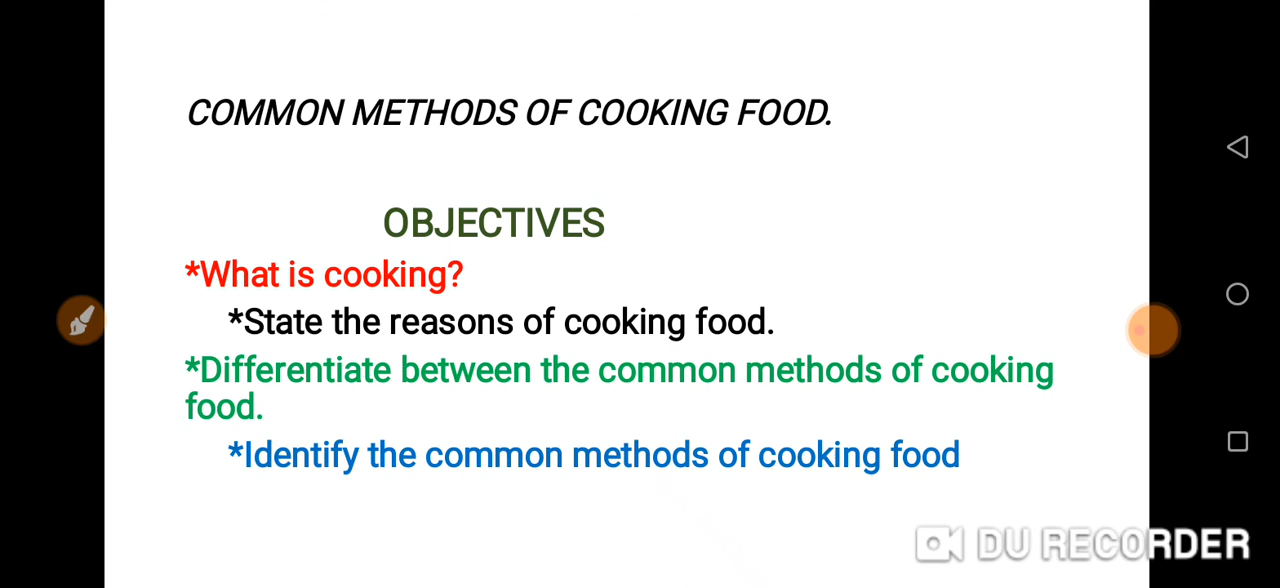 COMMON METHODS OF COOKING FOOD.
OBJECTIVES
*What is cooking?
*State the reasons of cooking food.
*Differentiate between the common methods of cooking
food.
*Identify the common methods of cooking food
DU RECORDER